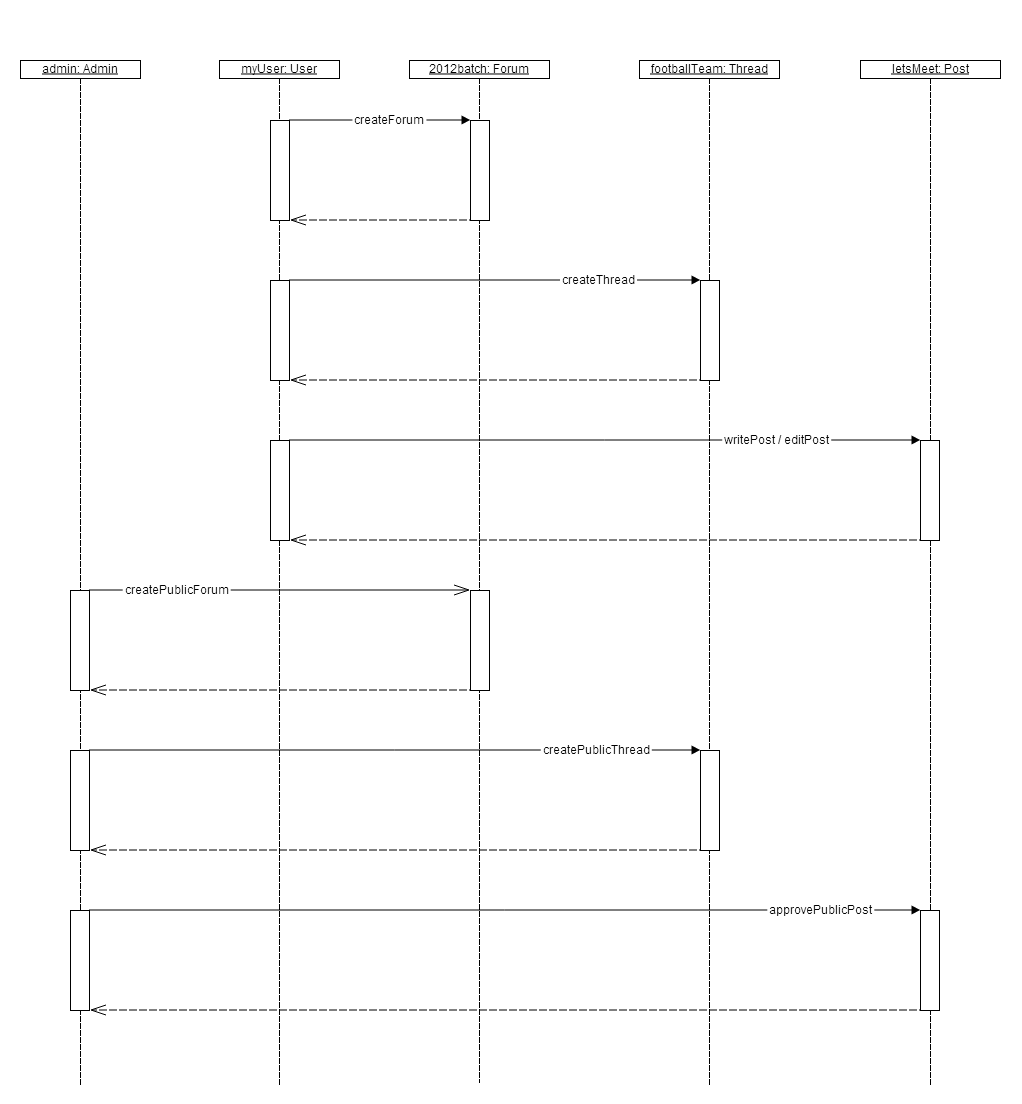 admin: Admin
myUser: User
2012batch: Forum
footballTeam: Thread
letsMeet: Post
createForum
createThread
writePost / editPost
createPublicForum
createPublicThread
approvePublicPost